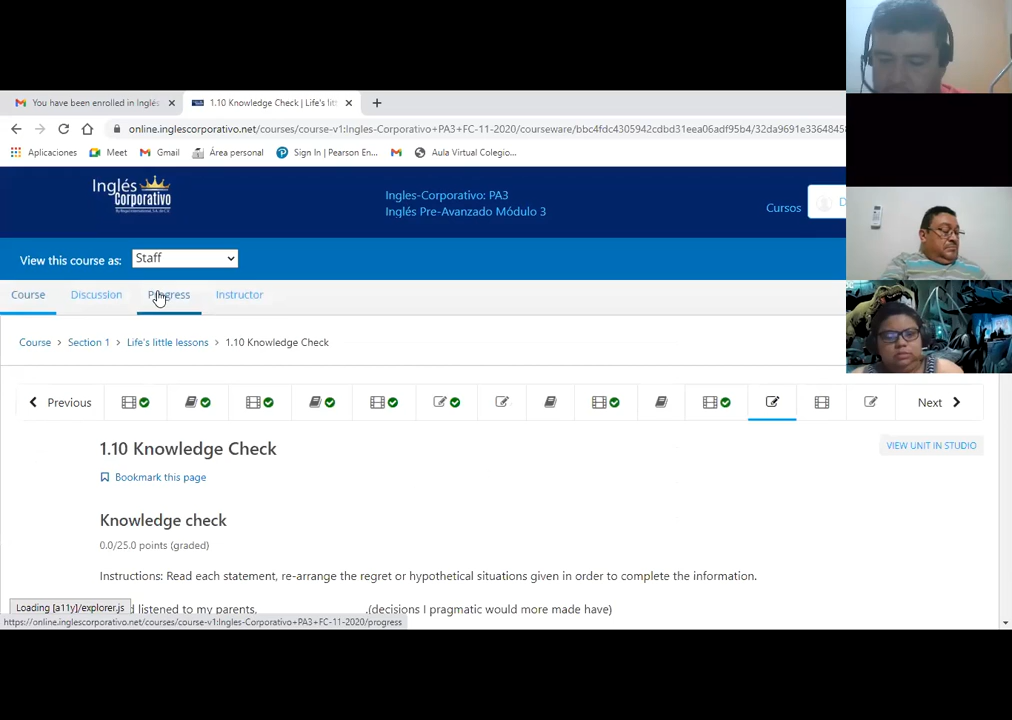 You have been enrolled in Inglés
1.10 Knowledge Check | Life's litt
online.inglescorporativo.net/courses/course-v1:Ingles-Corporativo+PA3+FC-11-2020/courseware/bbc4fdc4305942cdbd31eea06adf95b4/32da9691e3364845
Aplicaciones
Meet
Gmail
Área personal
Sign In | Pearson En...
Aula Virtual Colegio...
Inglés
Corporativo
Ingles-Corporativo: PA3
Inglés Pre-Avanzado Módulo 3
Cursos
View this course as:
Staff
Course
Discussion
Progress
Instructor
Course > Section 1 > Life's little lessons > 1.10 Knowledge Check
Previous
Next
1.10 Knowledge Check
VIEW UNIT IN STUDIO
Bookmark this page
Knowledge check
0.0/25.0 points (graded)
Instructions: Read each statement, re-arrange the regret or hypothetical situations given in order to complete the information.
Loading [a11y]/explorer.js
d listened to my parents, .(decisions I pragmatic would more made have)
https://online.inglescorporativo.net/courses/course-v1:Ingles-Corporativo+PA3+FC-11-2020/progress